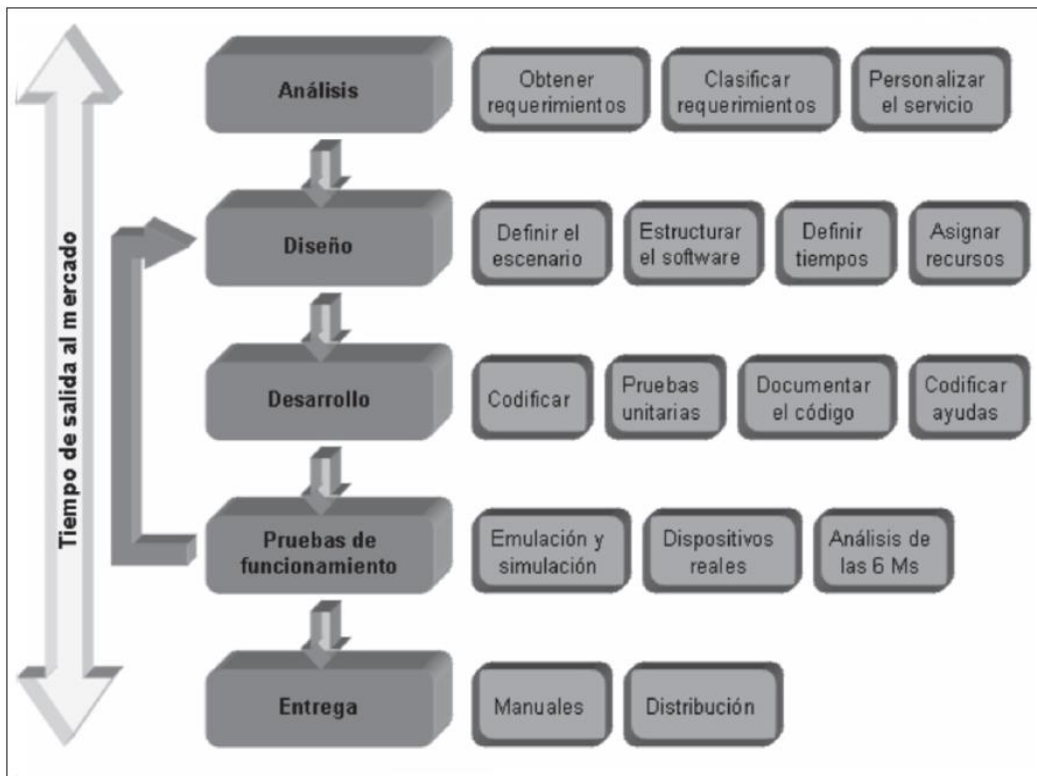 Tiempo de salida al mercado
Análisis
Obtener
requerimientos
Clasificar
requerimientos
Personalizar
el servicio
Diseño
Definir el
escenario
Estructurar
el software
Definir
tiempos
Asignar
recursos
Desarrollo
Codificar
Pruebas
unitarias
Documentar
el código
Codificar
ayudas
Pruebas de
funcionamiento
Emulación y
simulación
Dispositivos
reales
Análisis de
las 6 Ms
Entrega
Manuales
Distribución